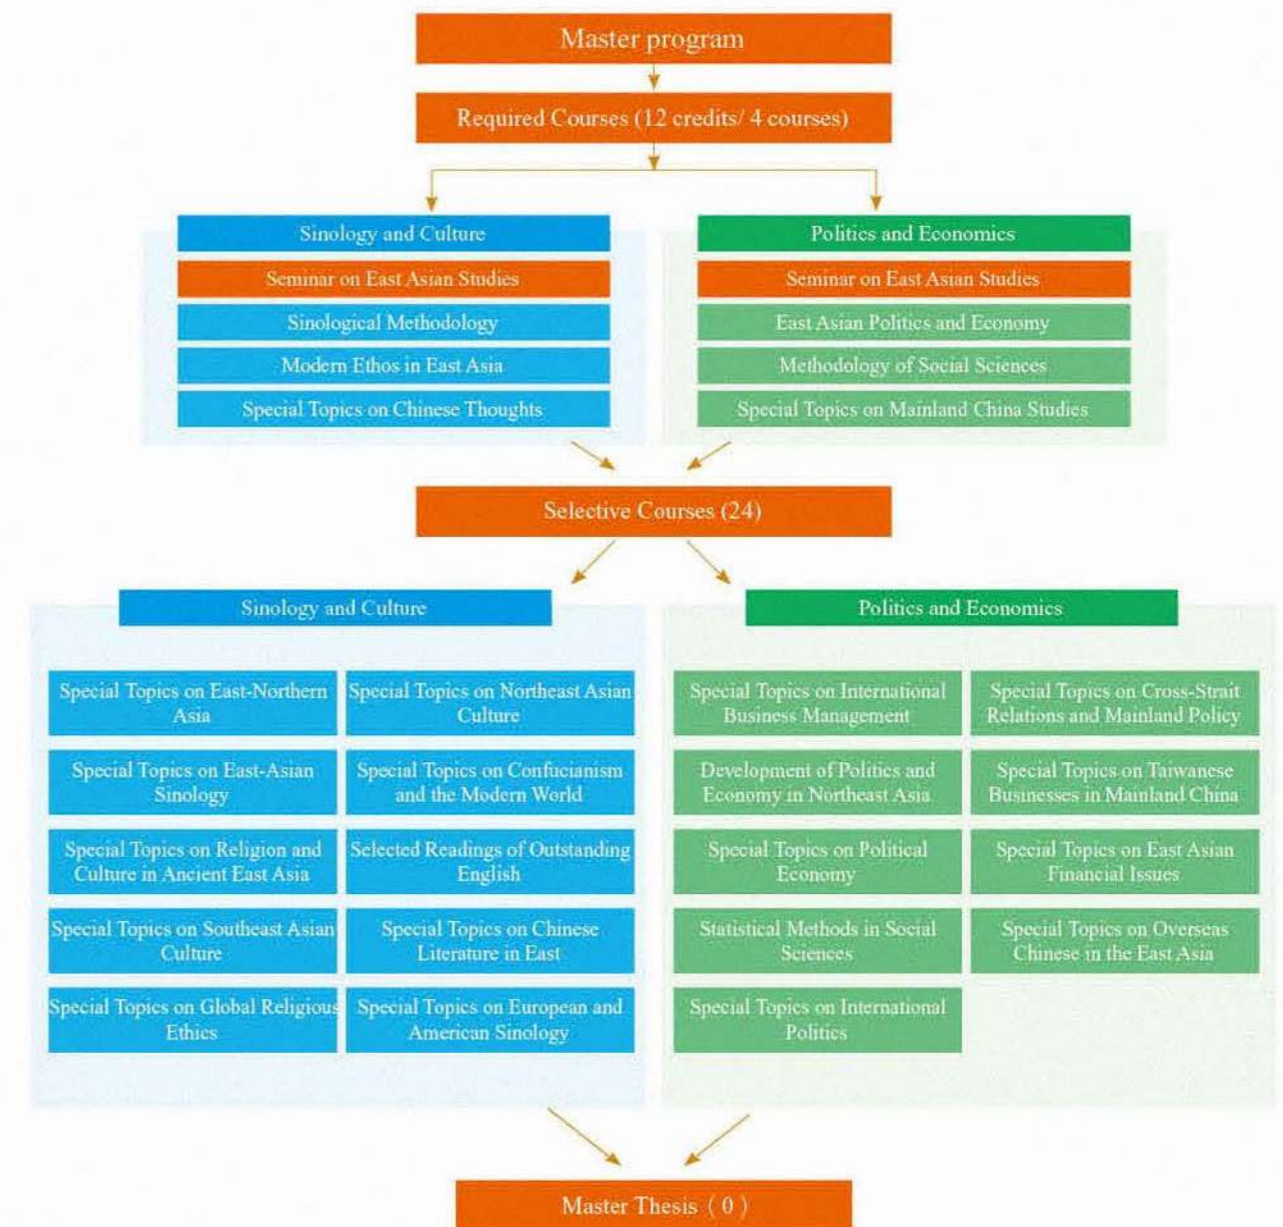 Master program
Required Courses (12 credits/ 4 courses)
Sinology and Culture
Seminar on East Asian Studies
Sinological Methodology
Modern Ethos in East Asia
Special Topics on Chinese Thoughts
Politics and Economics
Seminar on East Asian Studies
East Asian Politics and Economy
Methodology of Social Sciences
Special Topics on Mainland China Studies
Selective Courses (24)
Sinology and Culture
Special Topics on East-Northern
Asia
Special Topics on Northeast Asian
Culture
Special Topics on East-Asian
Sinology
Special Topics on Confucianism
and the Modern World
Special Topics on Religion and
Culture in Ancient East Asia
Selected Readings of Outstanding
English
Special Topics on Southeast Asian
Culture
Special Topics on Chinese
Literature in East
Special Topics on Global Religious
Ethics
Special Topics on European and
American Sinology
Politics and Economics
Special Topics on International
Business Management
Special Topics on Cross-Strait
Relations and Mainland Policy
Development of Politics and
Economy in Northeast Asia
Special Topics on Taiwanese
Businesses in Mainland China
Special Topics on Political
Economy
Special Topics on East Asian
Financial Issues
Statistical Methods in Social
Sciences
Special Topics on Overseas
Chinese in the East Asia
Special Topics on International
Politics
Master Thesis（0）